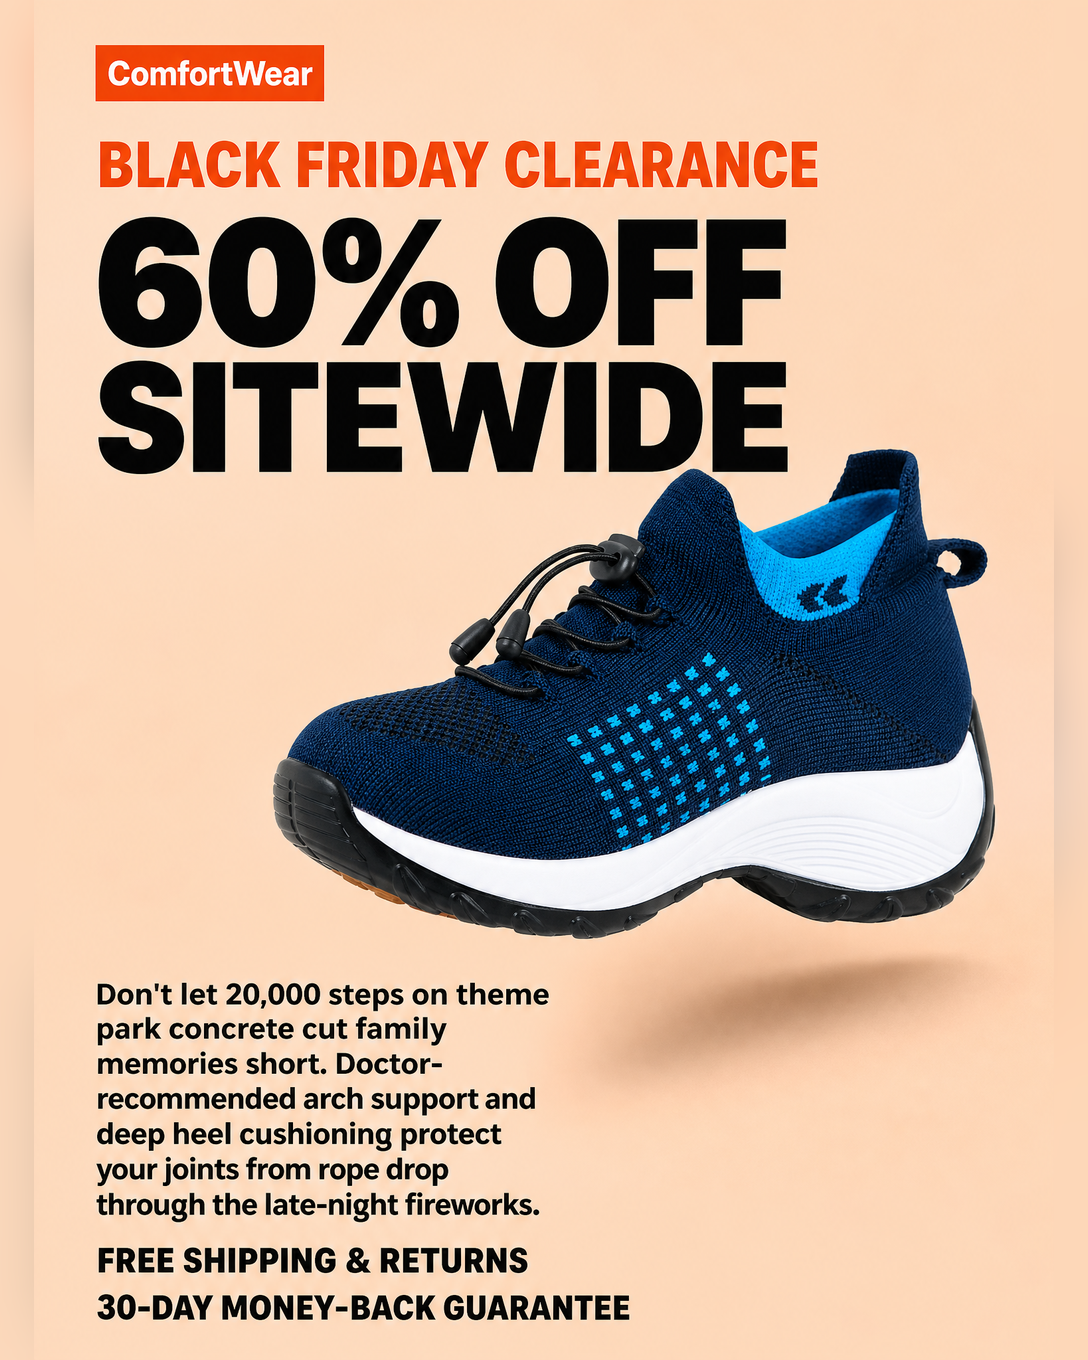 ComfortWear
BLACK FRIDAY CLEARANCE
60% OFF
SITEWIDE
Don't let 20,000 steps on theme
park concrete cut family
memories short. Doctor-
recommended arch support and
deep heel cushioning protect
your joints from rope drop
through the late-night fireworks.
FREE SHIPPING & RETURNS
30-DAY MONEY-BACK GUARANTEE